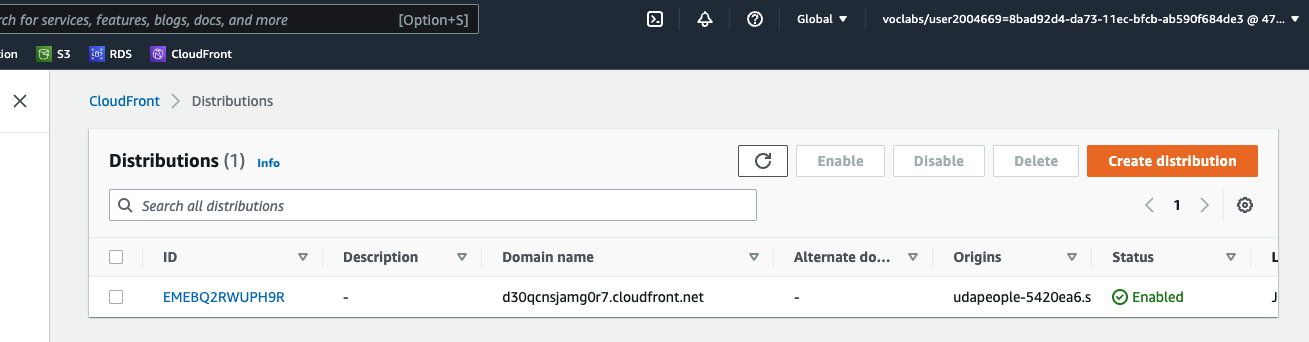 rch for services, features, blogs, docs, and more [Option+S] Global voclabs/user2004669=8bad92d4-da73-11ec-bfcb-ab590f684de3 @ 47...
tion S3 RDS CloudFront
CloudFront Distributions
Distributions (1) Info Enable Disable Delete Create distribution
Search all distributions 1
ID Description Domain name Alternate do... Origins Status L
EMEBQ2RWUPH9R - d30qcnsjamg0r7.cloudfront.net - udapeople-5420ea6.s Enabled J